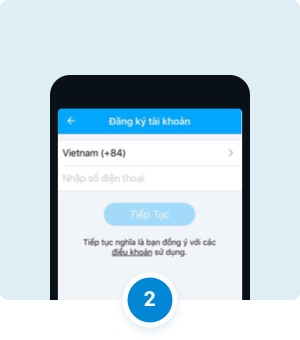 Đăng ký tài khoản
Vietnam (+84)
Nhập số điện thoại
Tiếp Tục
Tiếp tục nghĩa là bạn đồng ý với các
điều khoản sử dụng.
2